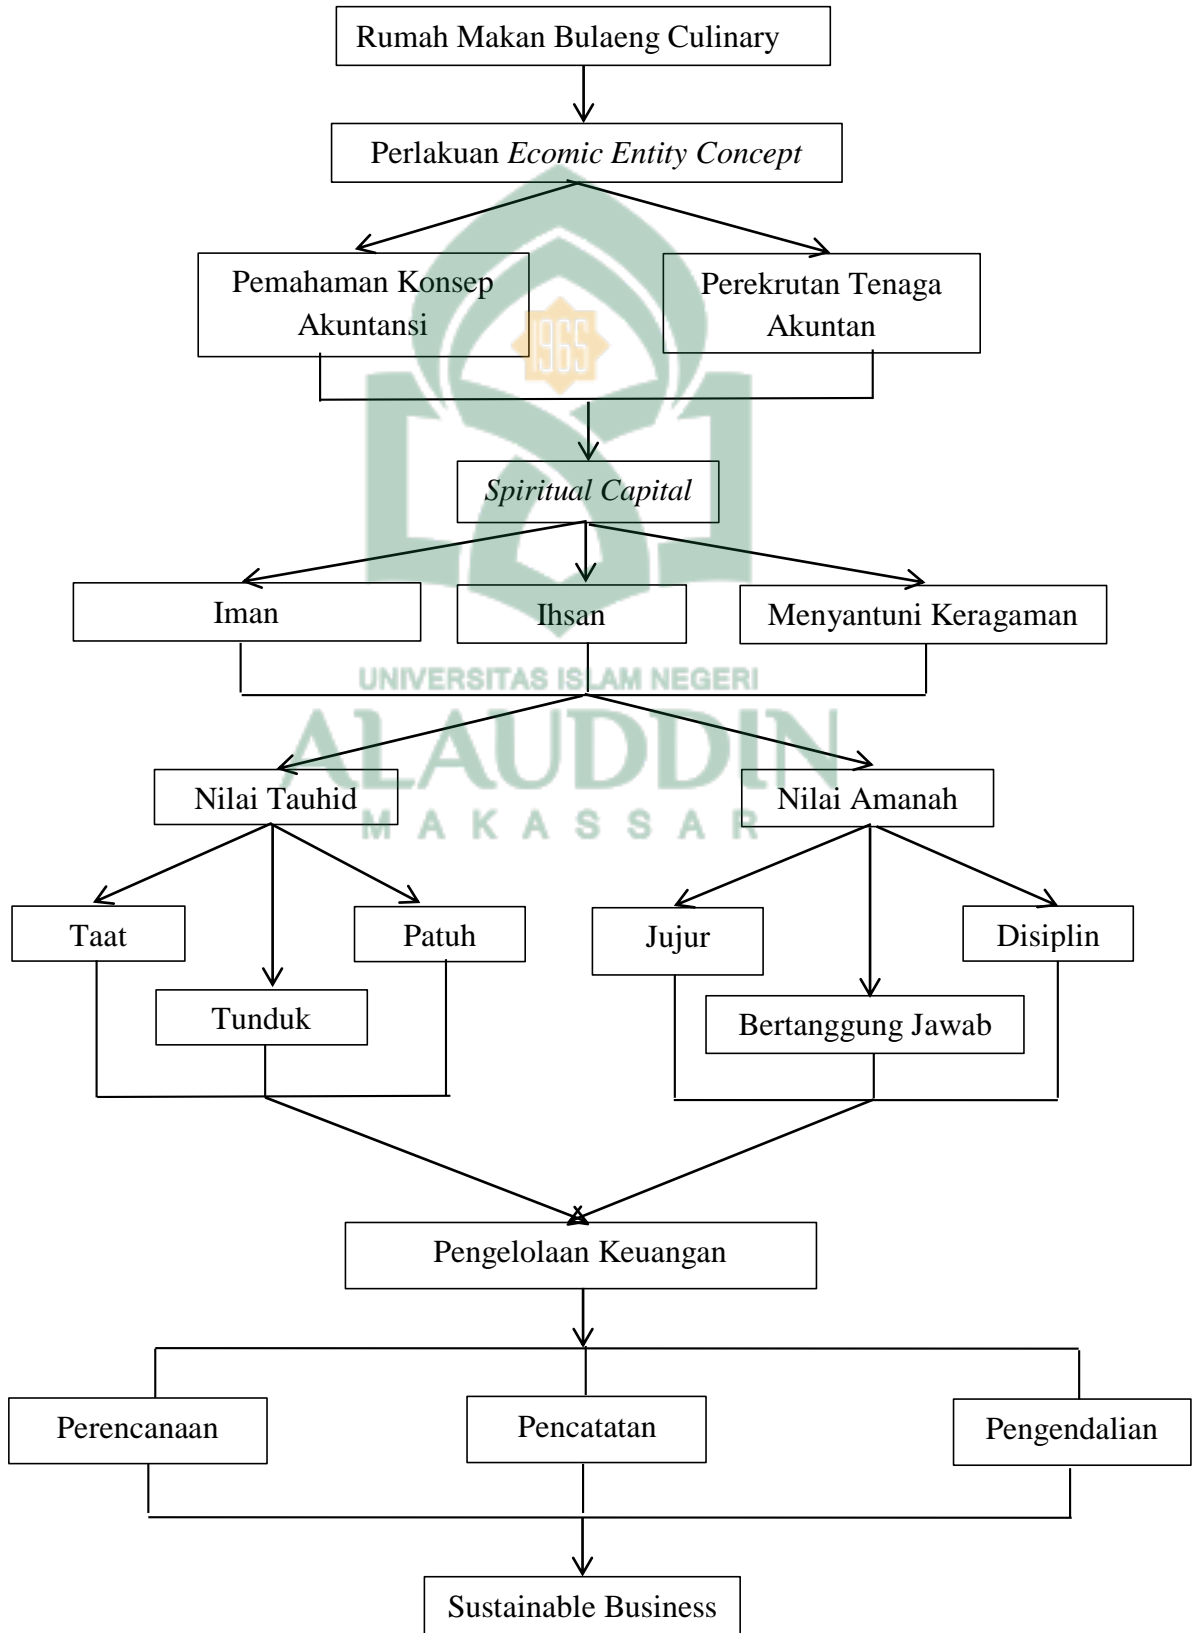 Rumah Makan Bulaeng Culinary
Perlakuan Ecomic Entity Concept
Pemahaman Konsep
Akuntansi
Perekrutan Tenaga
Akuntan
1965
Spiritual Capital
Iman
Ihsan
Menyantuni Keragaman
UNIVERSITAS ISLAM NEGERI
ALAUDDIN
MAKASSAR
Nilai Tauhid
Nilai Amanah
Taat
Patuh
Jujur
Disiplin
Tunduk
Bertanggung Jawab
Pengelolaan Keuangan
Perencanaan
Pencatatan
Pengendalian
Sustainable Business